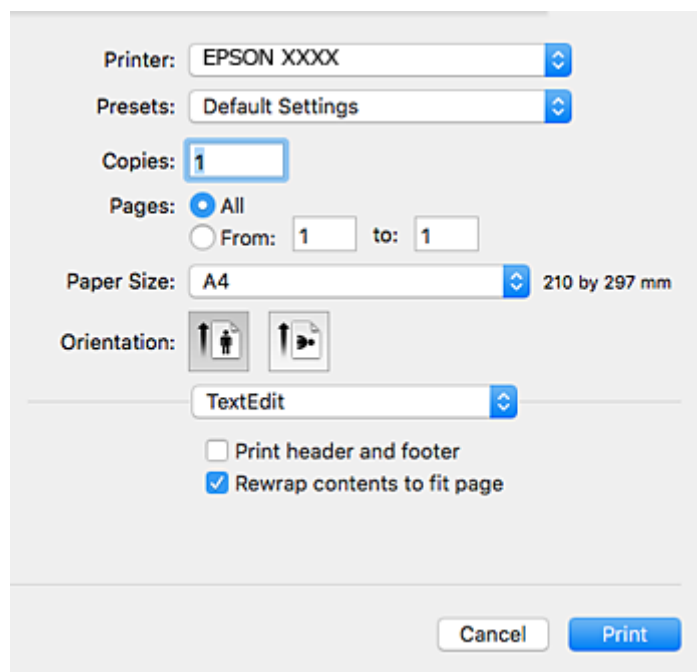 Printer: EPSON XXXX
Presets: Default Settings
Copies: 1
Pages: All
From: 1 to: 1
Paper Size: A4 210 by 297 mm
Orientation:
TextEdit
Print header and footer
Rewrap contents to fit page
Cancel Print